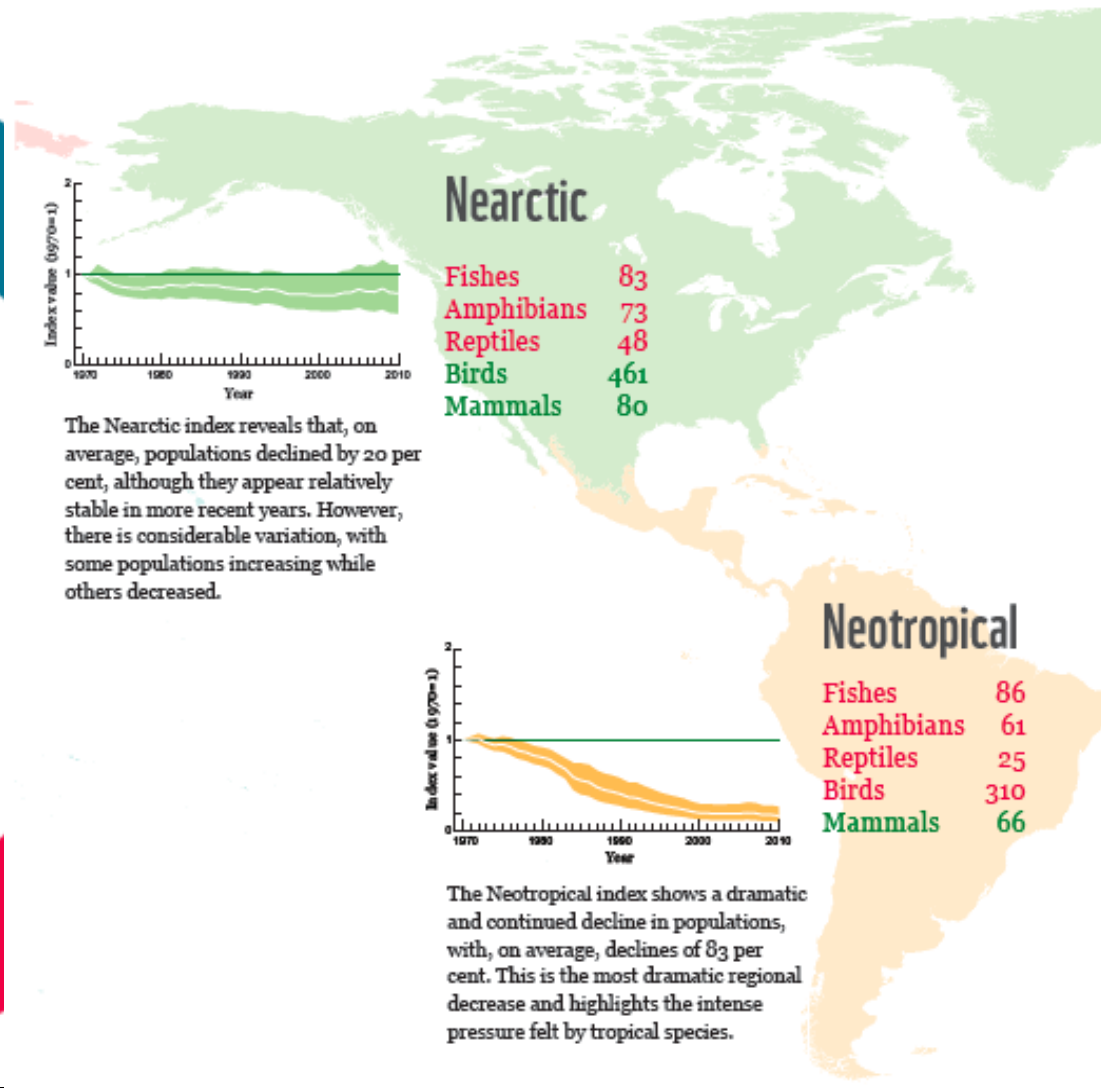 Nearctic
Fishes 83
Amphibians 73
Reptiles 48
Birds 461
Mammals 80
Index value (1970=1)
2
1
0
1970 1980 1990 2000 2010
Year
The Nearctic index reveals that, on
average, populations declined by 20 per
cent, although they appear relatively
stable in more recent years. However,
there is considerable variation, with
some populations increasing while
others decreased.
Neotropical
Fishes 86
Amphibians 61
Reptiles 25
Birds 310
Mammals 66
Index value (1970=1)
2
1
0
1970 1980 1990 2000 2010
Year
The Neotropical index shows a dramatic
and continued decline in populations,
with, on average, declines of 83 per
cent. This is the most dramatic regional
decrease and highlights the intense
pressure felt by tropical species.